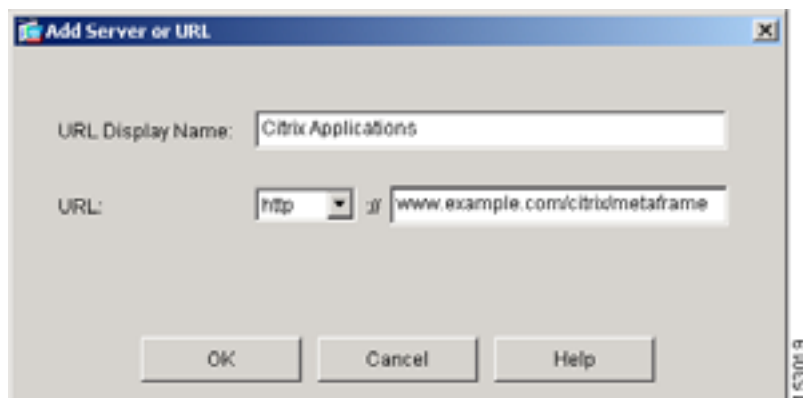 Add Server or URL
URL Display Name: Citrix Applications
URL: http :// www.example.com/citrix/metaframe
OK Cancel Help
153019